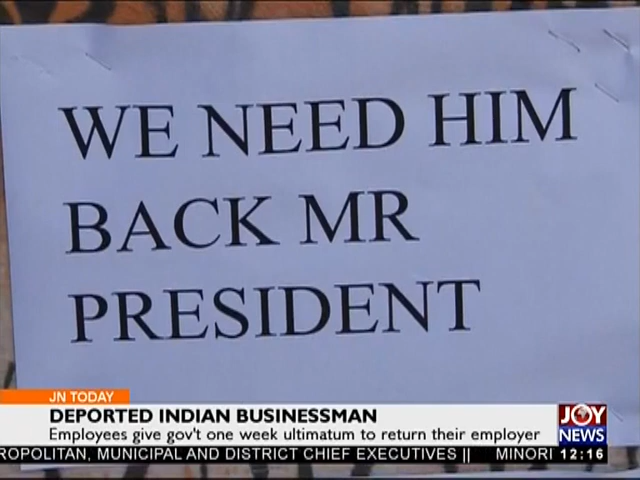 WE NEED HIM
BACK MR
PRESIDENT
JN TODAY
DEPORTED INDIAN BUSINESSMAN
Employees give gov't one week ultimatum to return their employer
JOY
NEWS
ROPOLITAN, MUNICIPAL AND DISTRICT CHIEF EXECUTIVES || MINORI 12:16